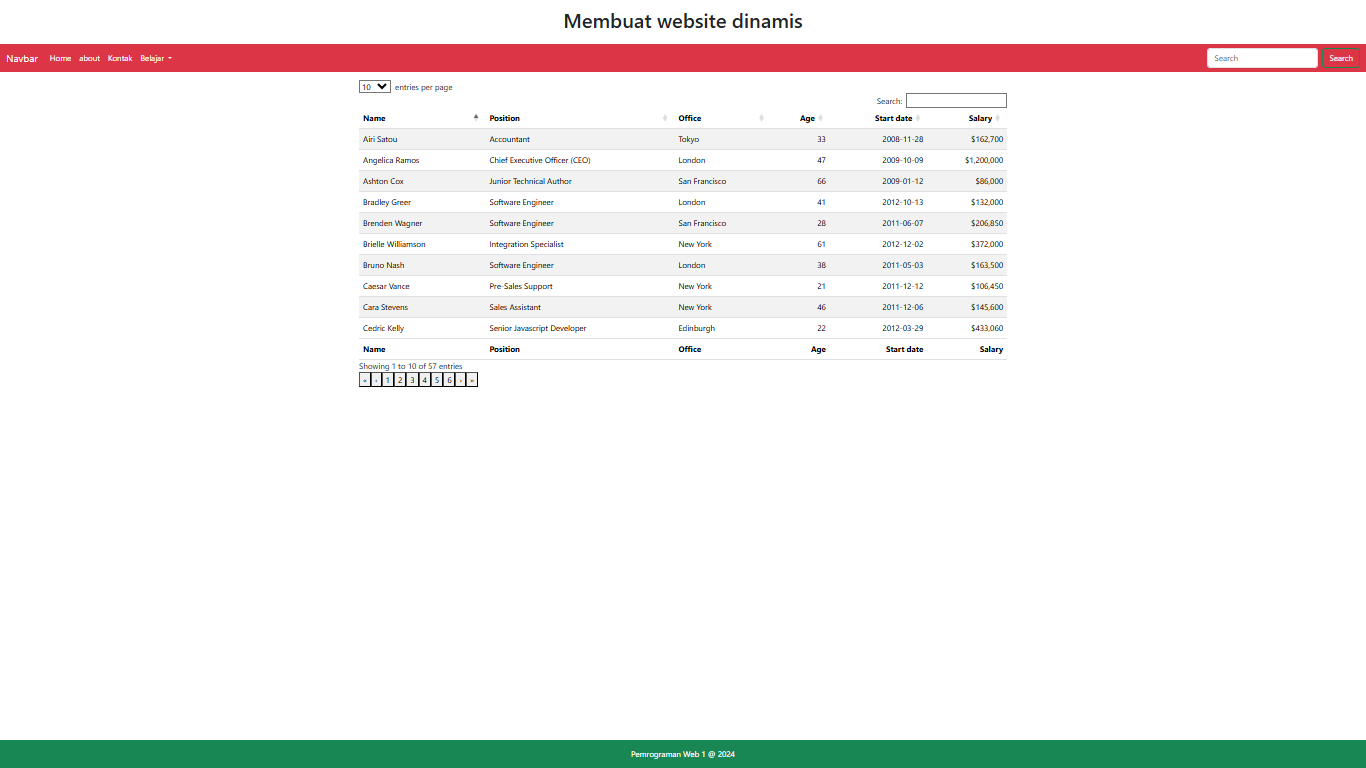 Membuat website dinamis
Navbar Home about Kontak Belajar Search Search
10 entries per page
Search:
Name Position Office Age Start date Salary
Airi Satou Accountant Tokyo 33 2008-11-28 $162,700
Angelica Ramos Chief Executive Officer (CEO) London 47 2009-10-09 $1,200,000
Ashton Cox Junior Technical Author San Francisco 66 2009-01-12 $86,000
Bradley Greer Software Engineer London 41 2012-10-13 $132,000
Brenden Wagner Software Engineer San Francisco 28 2011-06-07 $206,850
Brielle Williamson Integration Specialist New York 61 2012-12-02 $372,000
Bruno Nash Software Engineer London 38 2011-05-03 $163,500
Caesar Vance Pre-Sales Support New York 21 2011-12-12 $106,450
Cara Stevens Sales Assistant New York 46 2011-12-06 $145,600
Cedric Kelly Senior Javascript Developer Edinburgh 22 2012-03-29 $433,060
Name Position Office Age Start date Salary
Showing 1 to 10 of 57 entries
« ‹ 1 2 3 4 5 6 › »
Pemrograman Web 1 @ 2024